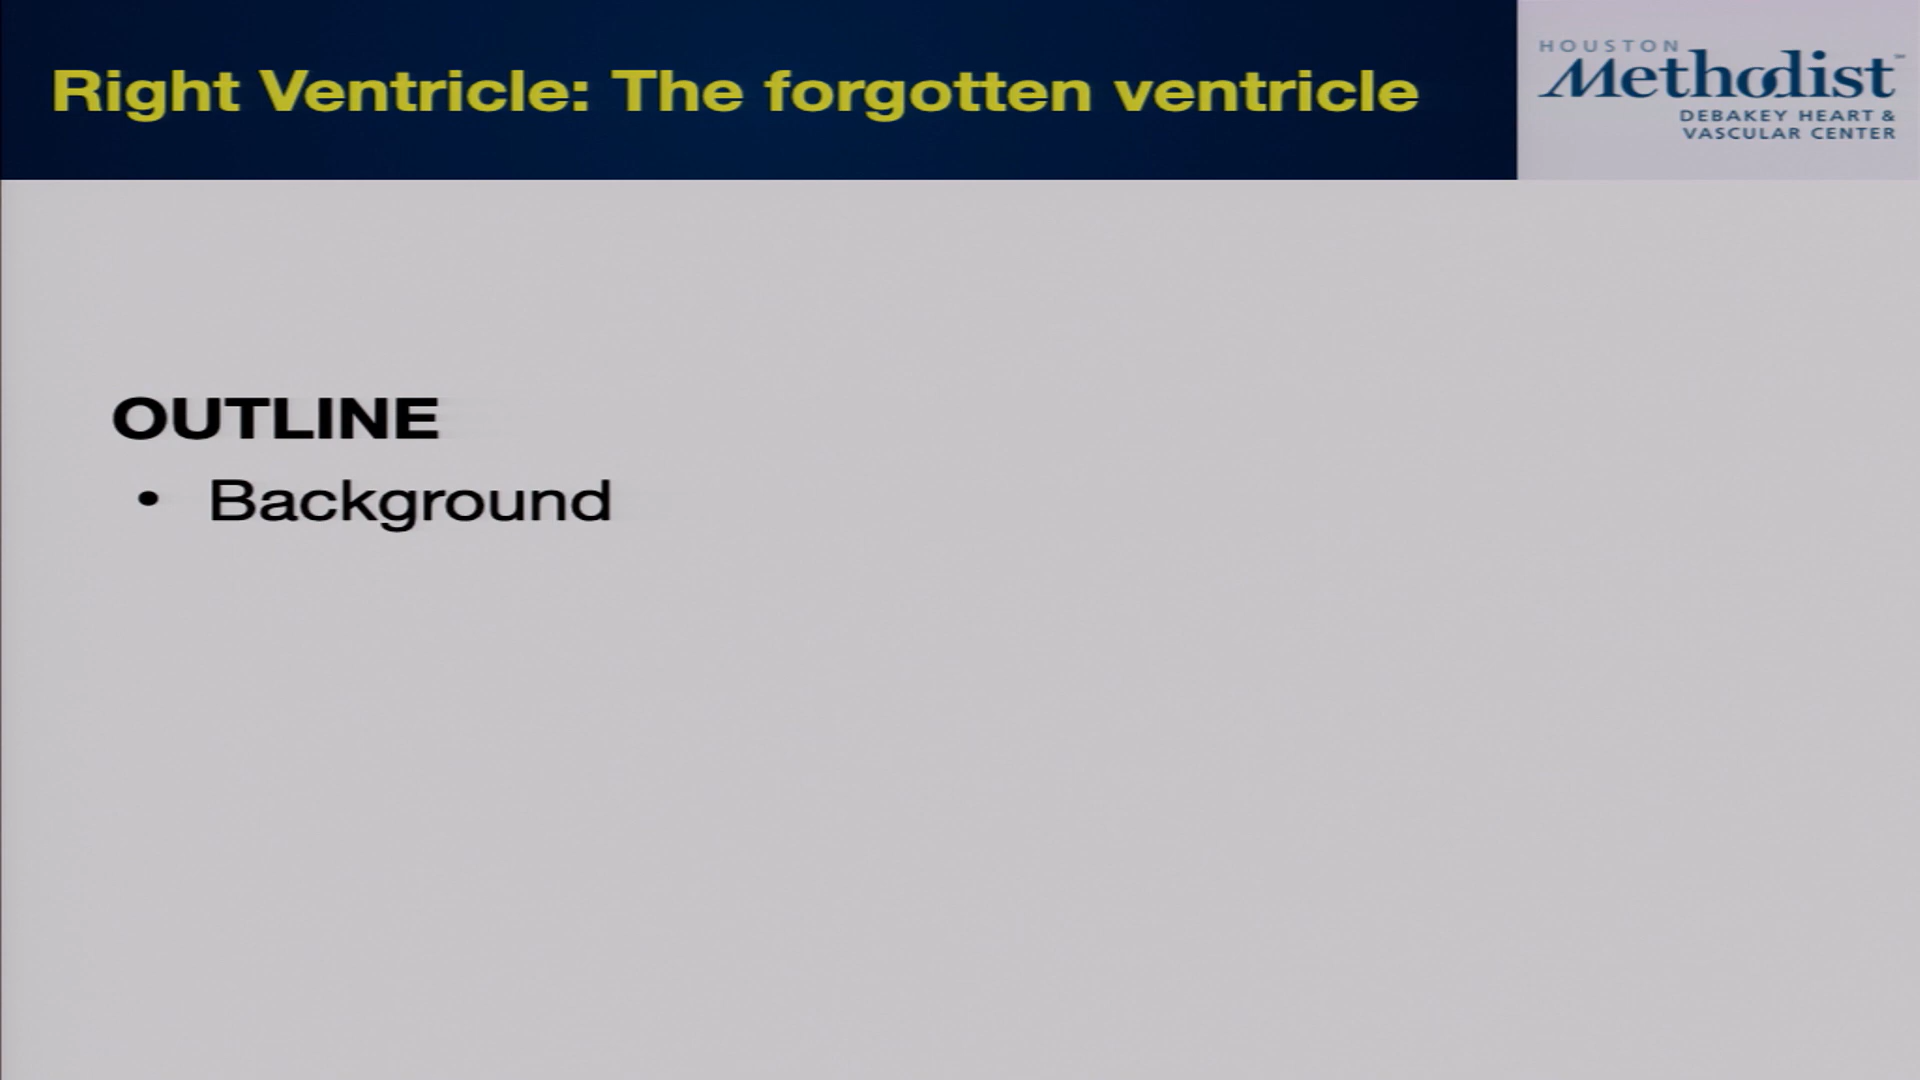 Right Ventricle: The forgotten ventricle
HOUSTON
Methodist
DEBAKEY HEART &
VASCULAR CENTER
OUTLINE
• Background